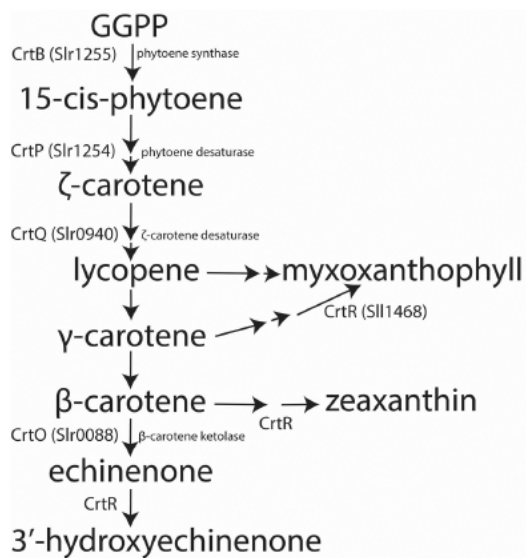 GGPP
CrtB (Slr1255) phytoene synthase
15-cis-phytoene
CrtP (Slr1254) phytoene desaturase
ζ-carotene
CrtQ (Slr0940) ζ-carotene desaturase
lycopene myxoxanthophyll
CrtR (Sll1468)
γ-carotene
β-carotene zeaxanthin
CrtR
CrtO (Slr0088) β-carotene ketolase
echinenone
CrtR
3'-hydroxyechinenone